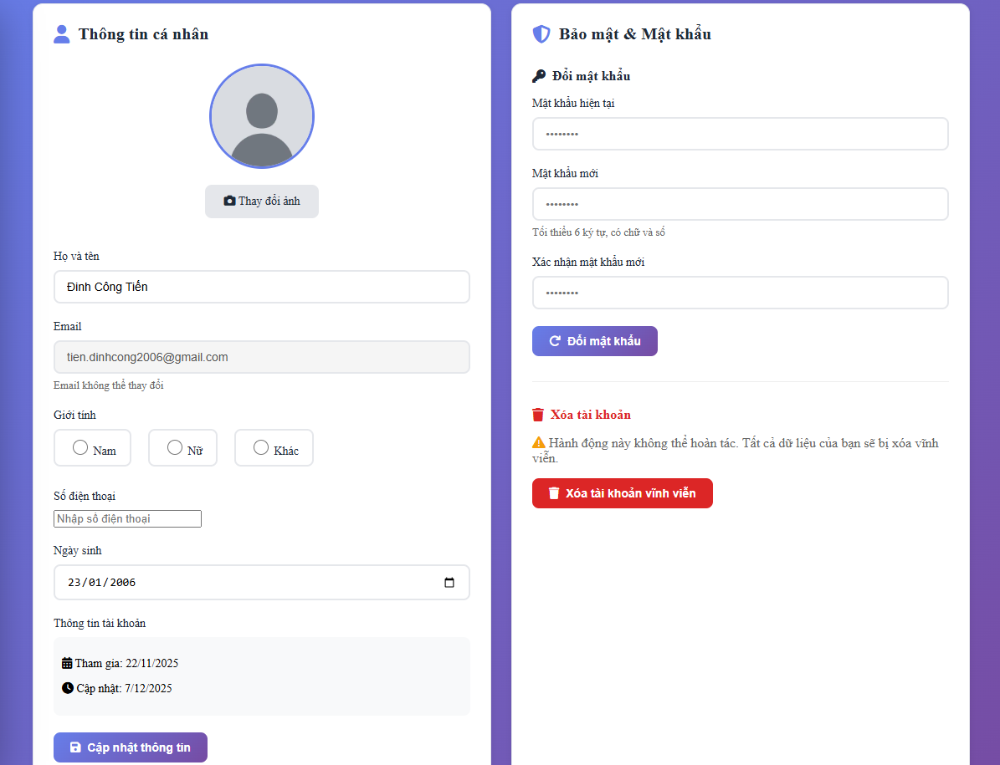 Thông tin cá nhân
Thay đổi ảnh
Họ và tên
Đinh Công Tiến
Email
tien.dinhcong2006@gmail.com
Email không thể thay đổi
Giới tính
Nam
Nữ
Khác
Số điện thoại
Nhập số điện thoại
Ngày sinh
23/01/2006
Thông tin tài khoản
Tham gia: 22/11/2025
Cập nhật: 7/12/2025
Cập nhật thông tin
Bảo mật & Mật khẩu
Đổi mật khẩu
Mật khẩu hiện tại
••••••••
Mật khẩu mới
••••••••
Tối thiểu 6 ký tự, có chữ và số
Xác nhận mật khẩu mới
••••••••
Đổi mật khẩu
Xóa tài khoản
Hành động này không thể hoàn tác. Tất cả dữ liệu của bạn sẽ bị xóa vĩnh
viễn.
Xóa tài khoản vĩnh viễn